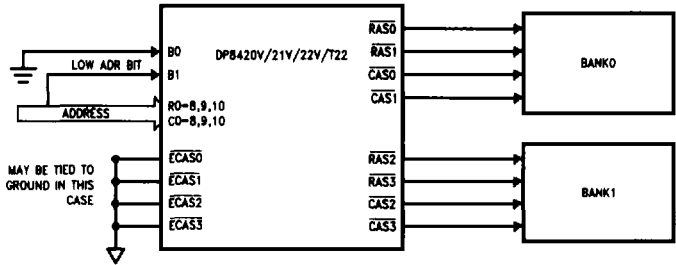 DP8420V/21V/22V/T22
B0
LOW ADR BIT
B1
ADDRESS
R0-8,9,10
C0-8,9,10
MAY BE TIED TO
GROUND IN THIS
CASE
ECAS0
ECAS1
ECAS2
ECAS3
RAS0
RAS1
CAS0
CAS1
RAS2
RAS3
CAS2
CAS3
BANK0
BANK1